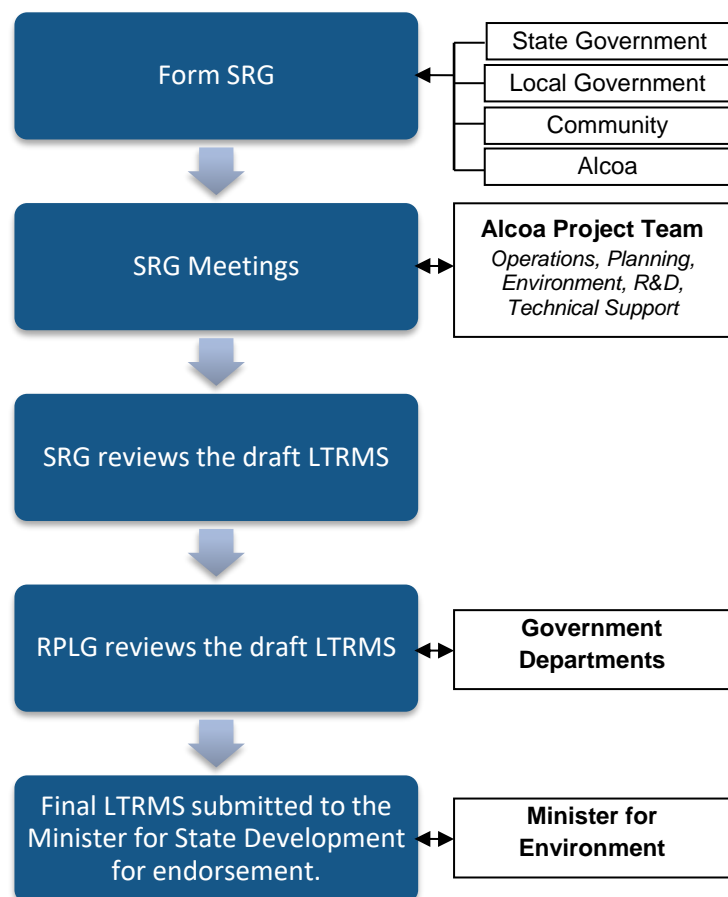 Form SRG
State Government
Local Government
Community
Alcoa
SRG Meetings
Alcoa Project Team
Operations, Planning,
Environment, R&D,
Technical Support
SRG reviews the draft LTRMS
RPLG reviews the draft LTRMS
Government
Departments
Final LTRMS submitted to the
Minister for State Development
for endorsement.
Minister for
Environment